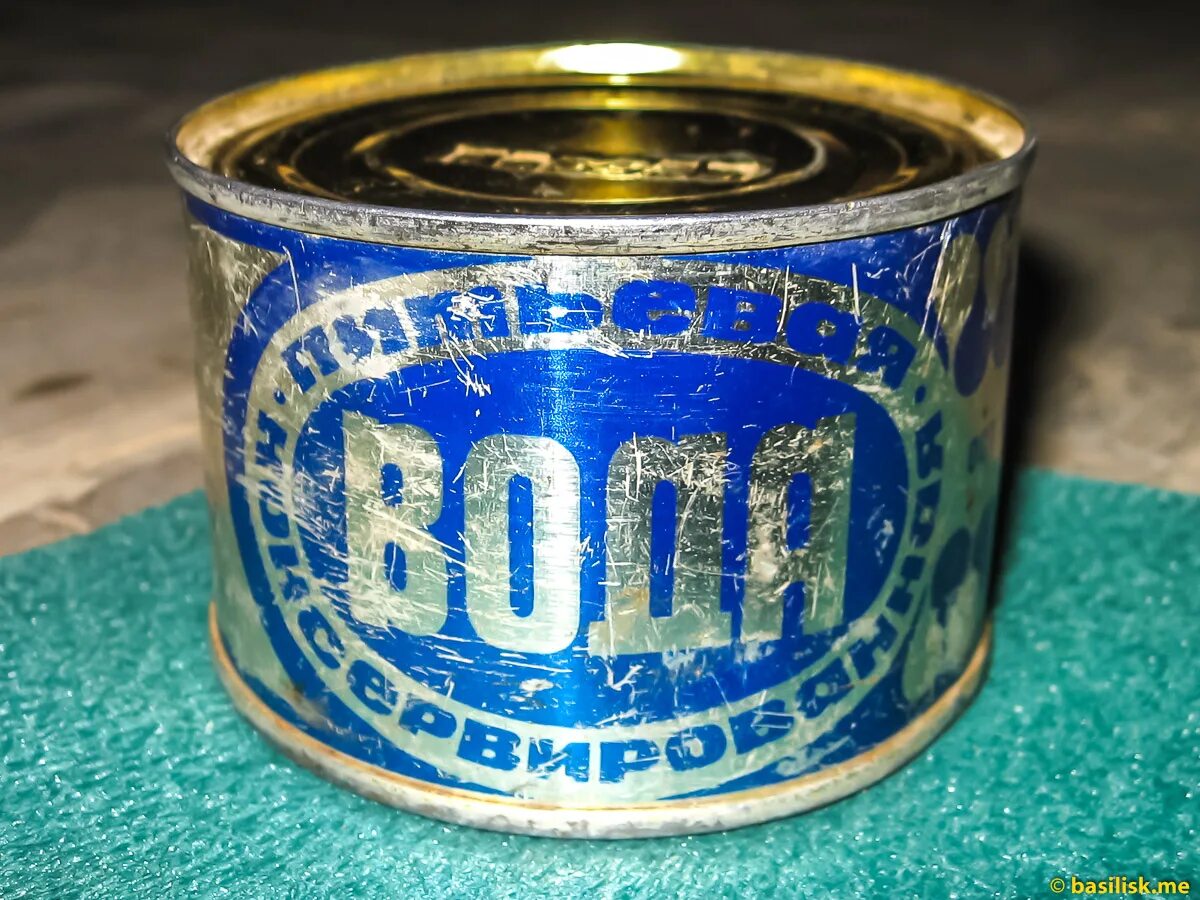 питьевая
ВОДА
консервированная
© basilisk.me